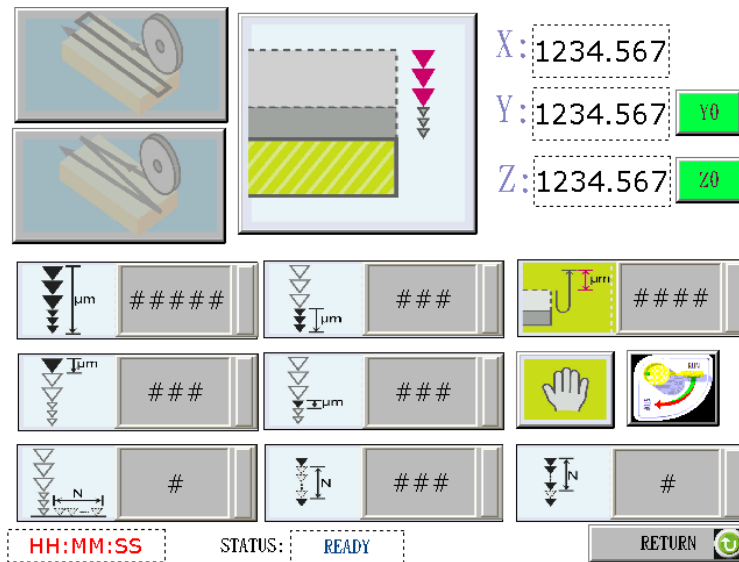 X: 1234.567
Y: 1234.567 Y0
Z: 1234.567 Z0
μm #####
μm ###
μm ####
μm ###
μm ###
RUN
N #
N ###
N #
HH:MM:SS STATUS: READY RETURN